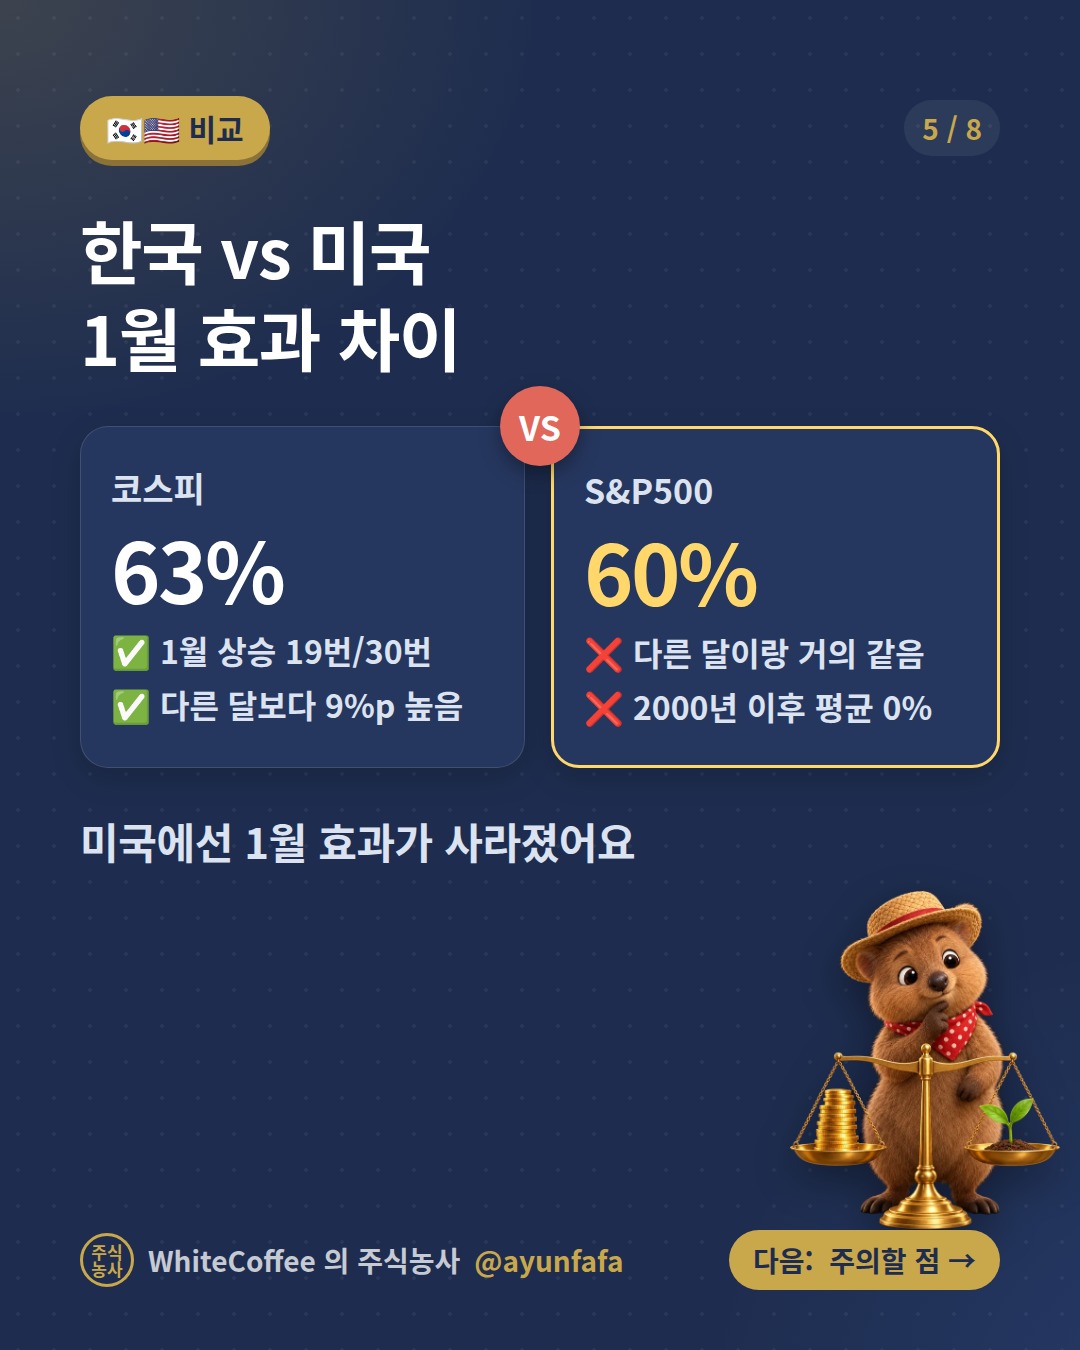 🇰🇷🇺🇸 비교
5 / 8
한국 vs 미국
1월 효과 차이
VS
코스피
63%
✅ 1월 상승 19번/30번
✅ 다른 달보다 9%p 높음
S&P500
60%
❌ 다른 달이랑 거의 같음
❌ 2000년 이후 평균 0%
미국에선 1월 효과가 사라졌어요
주식
농사
WhiteCoffee 의 주식농사 @ayunfafa
다음: 주의할 점 →